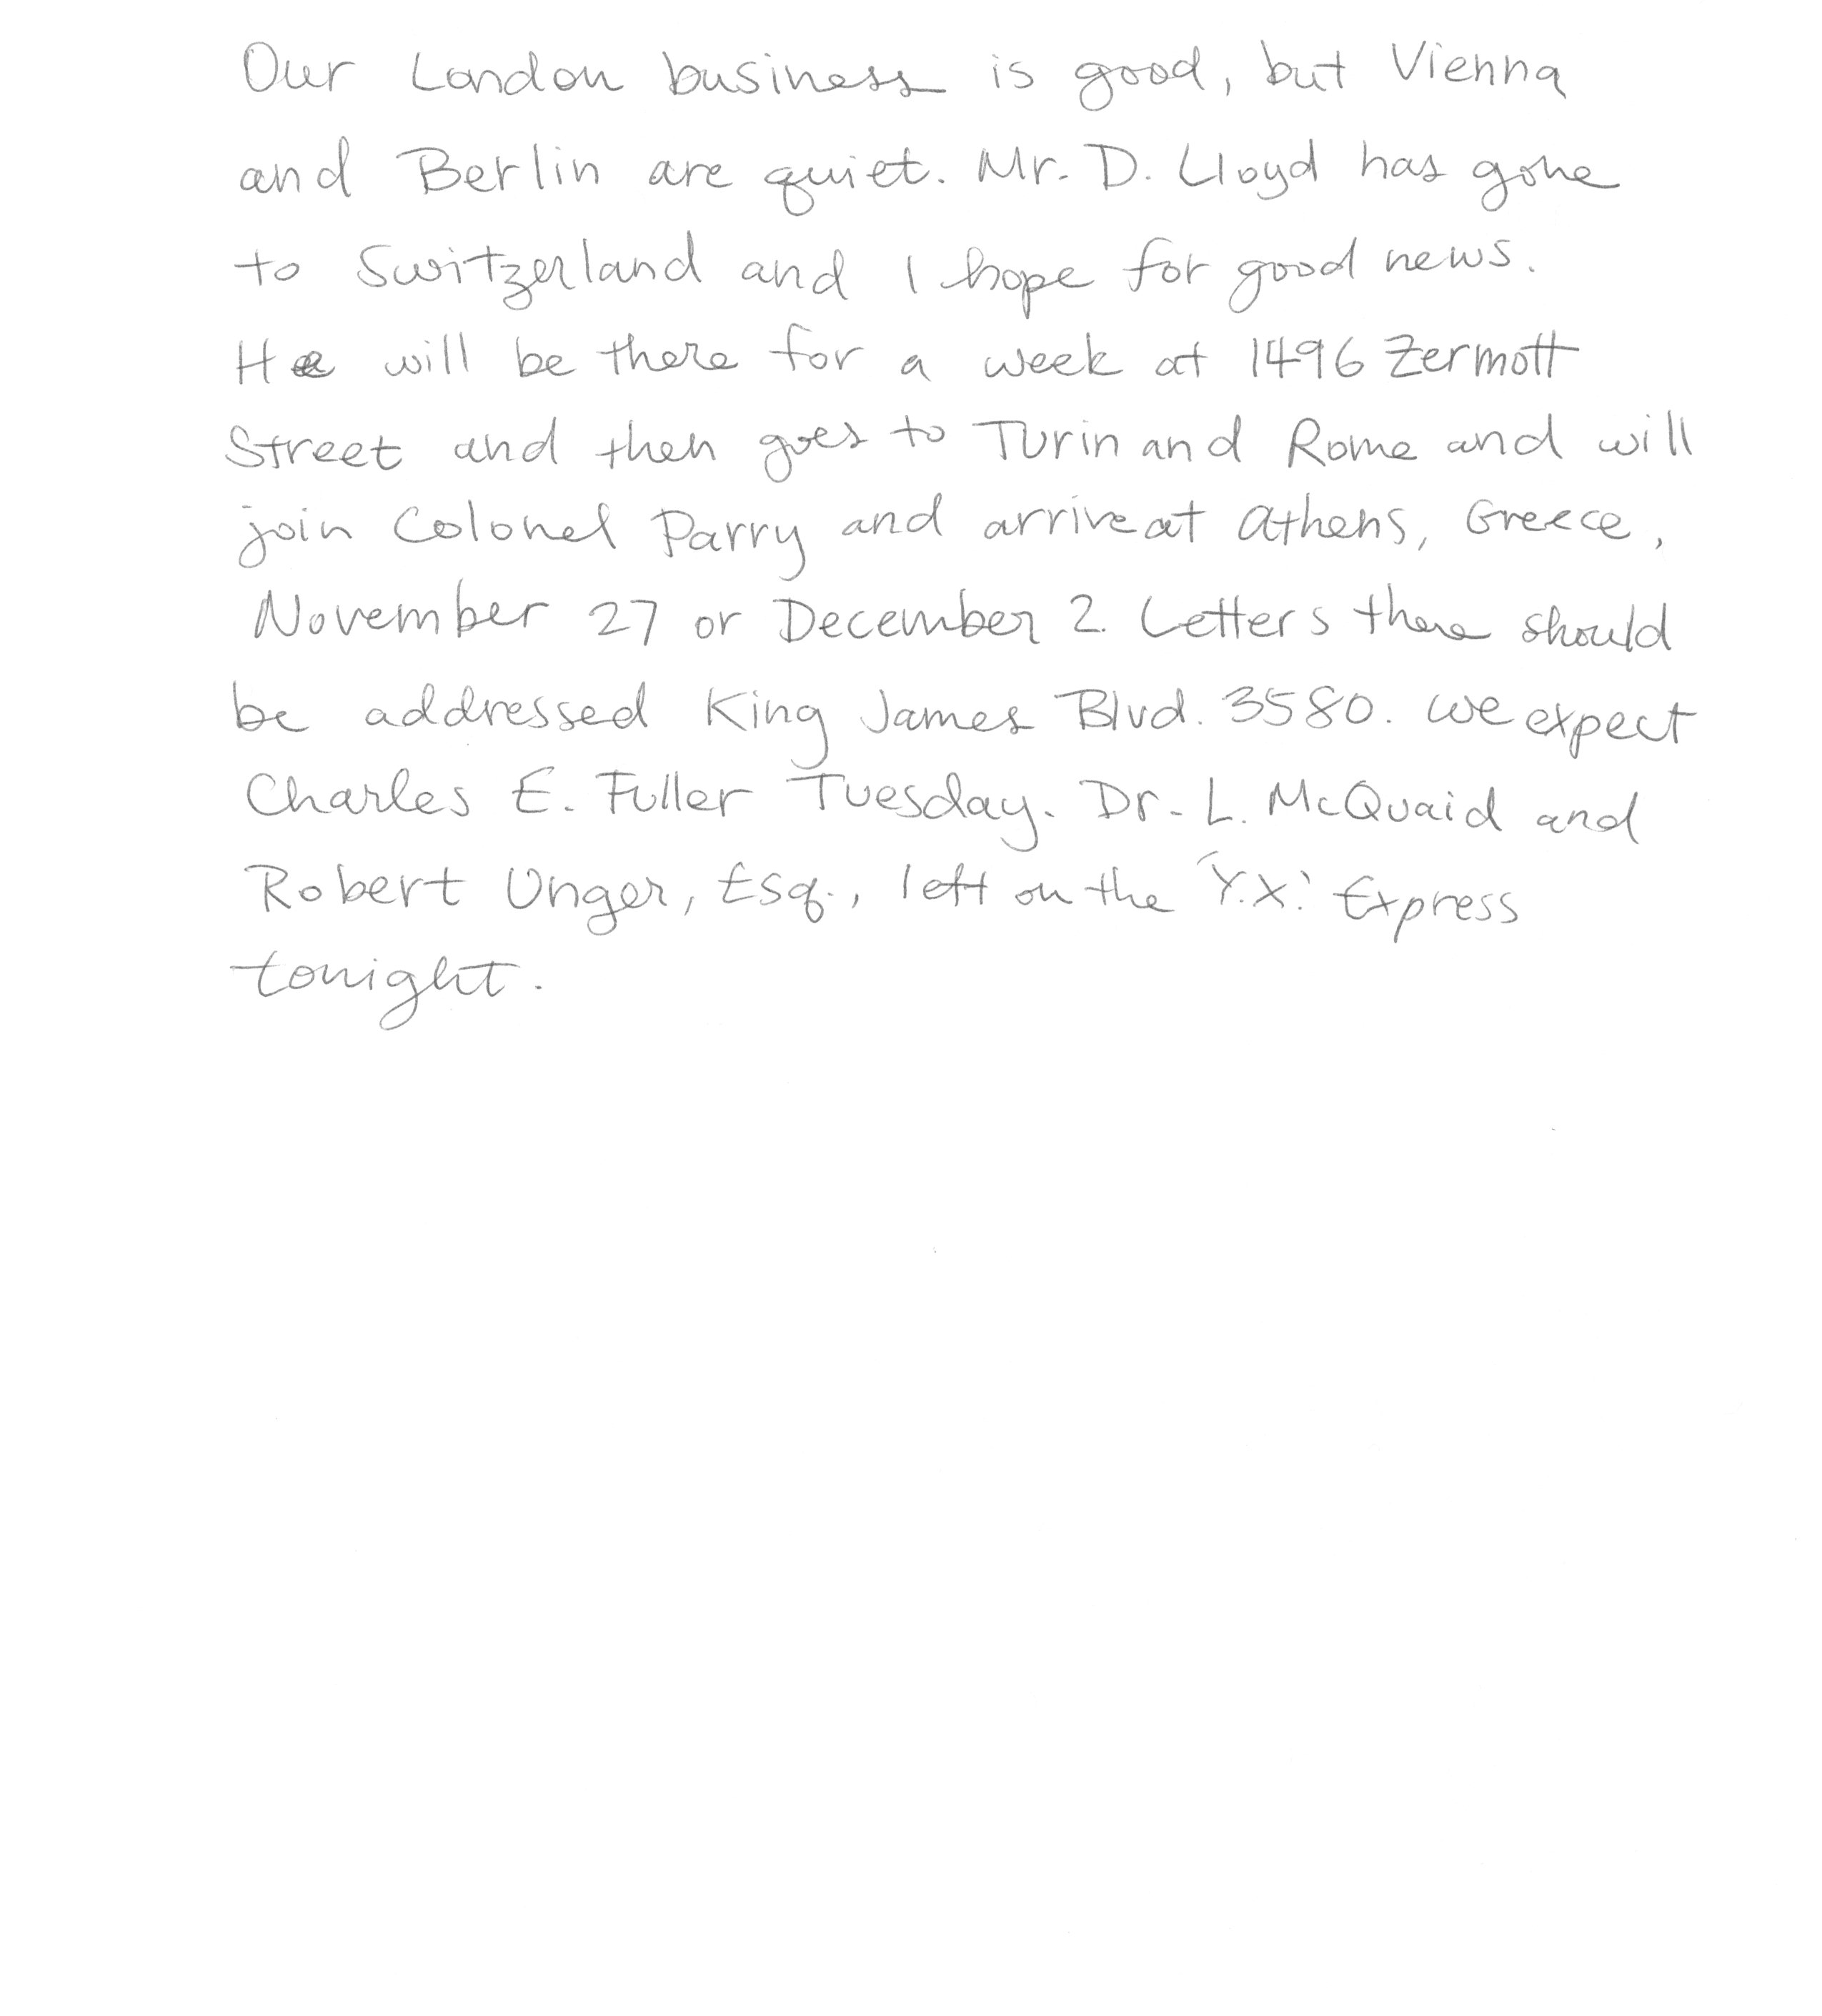 Our London business is good, but Vienna
and Berlin are quiet. Mr. D. Lloyd has gone
to Switzerland and I hope for good news.
He will be there for a week at 1496 Zermott
Street and then goes to Turin and Rome and will
join Colonel Parry and arrive at Athens, Greece,
November 27 or December 2. Letters there should
be addressed King James Blvd. 3580. We expect
Charles E. Fuller Tuesday. Dr. L. McQuaid and
Robert Unger, Esq., left on the 'Y.X.' Express
tonight.